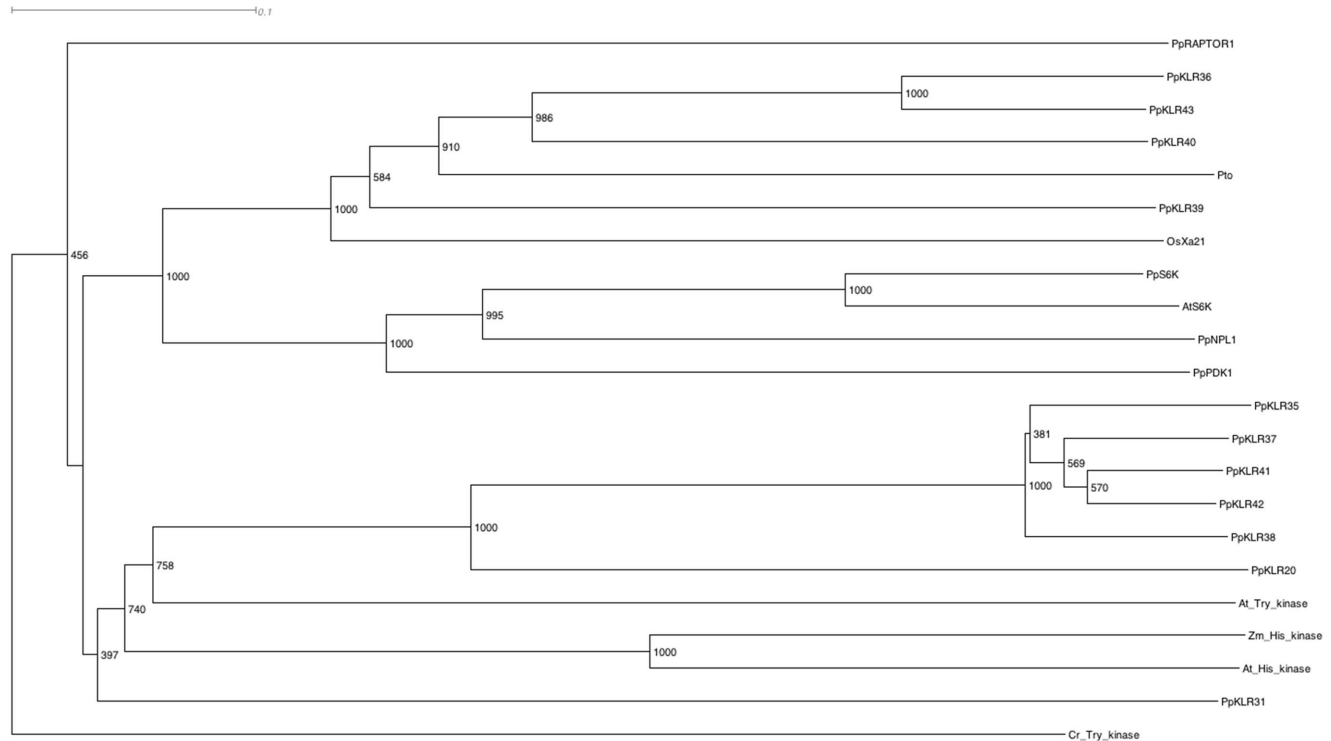 0.1
PpRAPTOR1
PpKLR36
1000
PpKLR43
986
PpKLR40
910
Pto
584
PpKLR39
1000
OsXa21
456
1000
PpS6K
1000
AtS6K
995
PpNPL1
1000
PpPDK1
PpKLR35
381
PpKLR37
569
PpKLR41
1000
570
PpKLR42
1000
PpKLR38
758
PpKLR20
At_Try_kinase
740
Zm_His_kinase
1000
397
At_His_kinase
PpKLR31
Cr_Try_kinase